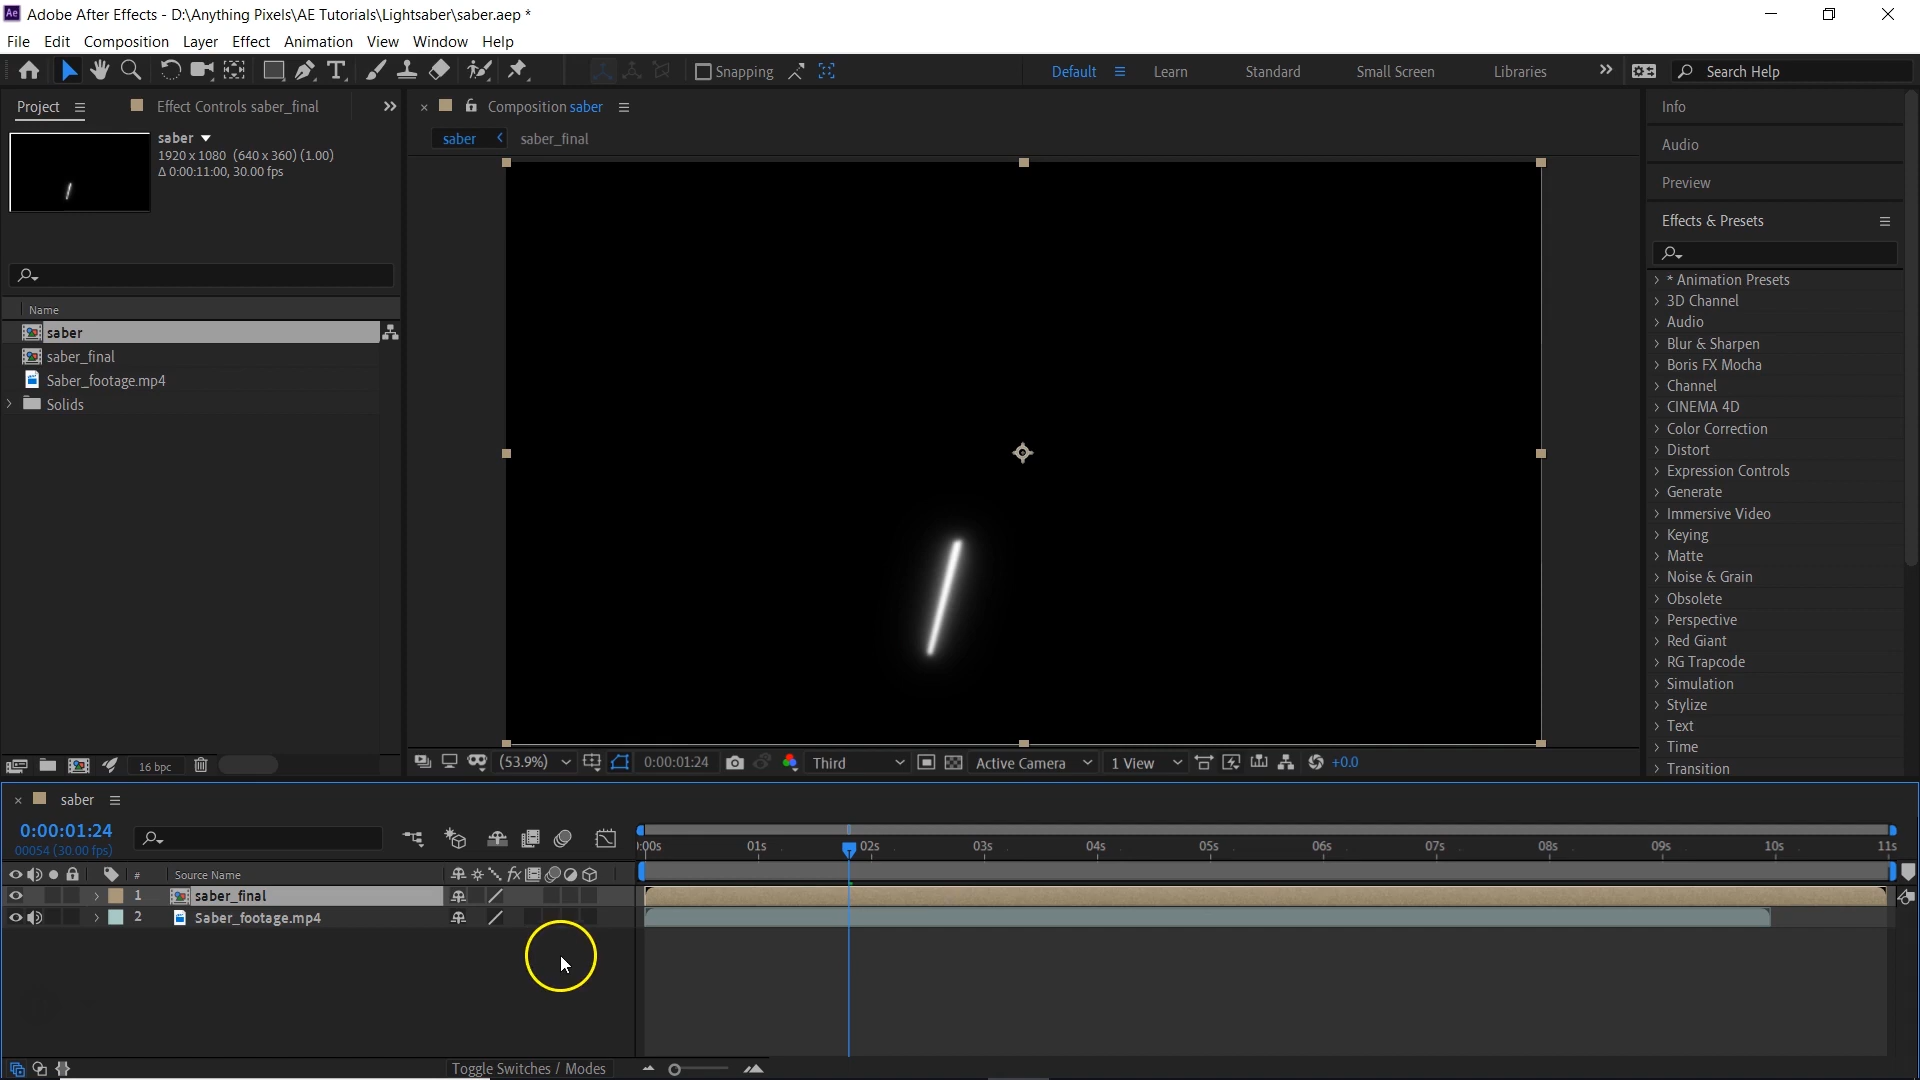 Ae Adobe After Effects - D:\Anything Pixels\AE Tutorials\Lightsaber\saber.aep *
File Edit Composition Layer Effect Animation View Window Help
Snapping Default Learn Standard Small Screen Libraries Search Help
Project Effect Controls saber_final
saber
1920 x 1080 (640 x 360) (1.00)
Δ 0:00:11:00, 30.00 fps
Name
saber
saber_final
Saber_footage.mp4
Solids
16 bpc
Composition saber
saber saber_final
(53.9%) 0:00:01:24 Third Active Camera 1 View +0.0
Info
Audio
Preview
Effects & Presets
* Animation Presets
3D Channel
Audio
Blur & Sharpen
Boris FX Mocha
Channel
CINEMA 4D
Color Correction
Distort
Expression Controls
Generate
Immersive Video
Keying
Matte
Noise & Grain
Obsolete
Perspective
Red Giant
RG Trapcode
Simulation
Stylize
Text
Time
Transition
saber
0:00:01:24
00054 (30.00 fps)
):00s 01s 02s 03s 04s 05s 06s 07s 08s 09s 10s 11s
# Source Name fx
1 saber_final
2 Saber_footage.mp4
Toggle Switches / Modes